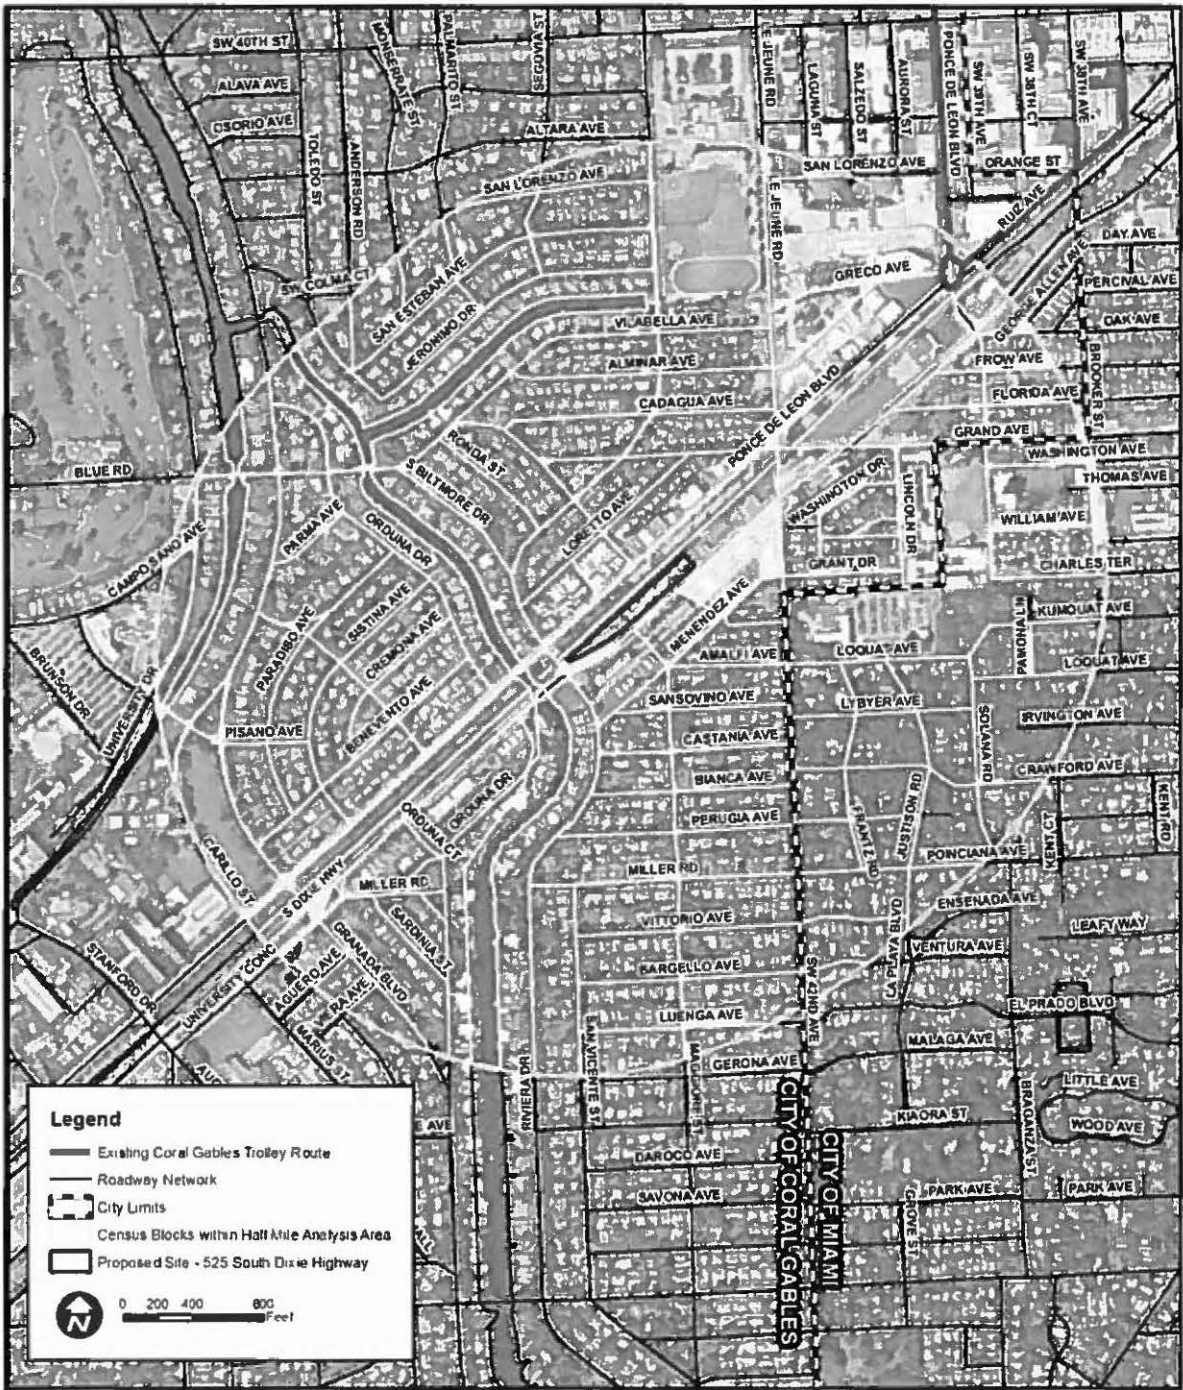 SW 40TH ST
MONSERRATE ST
PALMARITO ST
SEGOVIA ST
LE JEUNE RD
LAGUNA ST
SALZEDO ST
AURORA ST
PONCE DE LEON BLVD
SW 39TH AVE
SW 38TH CT
SW 38TH AVE
ALAVA AVE
OSORIO AVE
TOLEDO ST
ANDERSON RD
ALTARA AVE
SAN LORENZO AVE
SAN LORENZO AVE
ORANGE ST
LE JEUNE RD
RUIZ AVE
DAY AVE
SW COLMA CT
SAN ESTEBAN AVE
JERONIMO DR
GRECO AVE
GEORGE ALLEN AVE
PERCIVAL AVE
VILABELLA AVE
OAK AVE
ALMINAR AVE
FROW AVE
BROOKER ST
CADAGUA AVE
FLORIDA AVE
PONCE DE LEON BLVD
GRAND AVE
RONDA ST
WASHINGTON AVE
BLUE RD
S BILTMORE DR
THOMAS AVE
WASHINGTON DR
LINCOLN DR
LORETTO AVE
WILLIAM AVE
PARMA AVE
ORDUNA DR
CAMPO SANO AVE
GRANT DR
CHARLES TER
MENENDEZ AVE
SISTINA AVE
PARADISO AVE
CREMONA AVE
KUMQUAT AVE
PAMONA LN
BRUNSON DR
UNIVERSITY DR
AMALFI AVE
LOQUAT AVE
LOQUAT AVE
SANSOVINO AVE
LYBYER AVE
BENEVENTO AVE
PISANO AVE
SOLANA RD
IRVINGTON AVE
CASTANIA AVE
CRAWFORD AVE
BIANCA AVE
JUSTISON RD
KENT RD
ORDUNA DR
ORDUNA CT
PERUGIA AVE
FRANTZ RD
KENT CT
POINCIANA AVE
CARILLO ST
S DIXIE HWY
MILLER RD
MILLER RD
ENSENADA AVE
SARDINIA ST
VITTORIO AVE
LA PLAYA BLVD
LEAFY WAY
GRANADA BLVD
STANFORD DR
UNIVERSITY CONC
AGUERO AVE
RA AVE
BARGELLO AVE
VENTURA AVE
SW 42ND AVE
MARIUS ST
LUENGA AVE
EL PRADO BLVD
SAN VICENTE ST
MALAGA AVE
RIVIERA DR
MAGGIORE ST
GERONA AVE
LITTLE AVE
BRAGANZA ST
KIAORA ST
WOOD AVE
E AVE
DAROCO AVE
CITY OF CORAL GABLES
CITY OF MIAMI
SAVONA AVE
PARK AVE
PARK AVE
GROVE ST
Legend
Existing Coral Gables Trolley Route
Roadway Network
City Limits
Census Blocks within Half Mile Analysis Area
Proposed Site - 525 South Dixie Highway
N
0 200 400 800
Feet